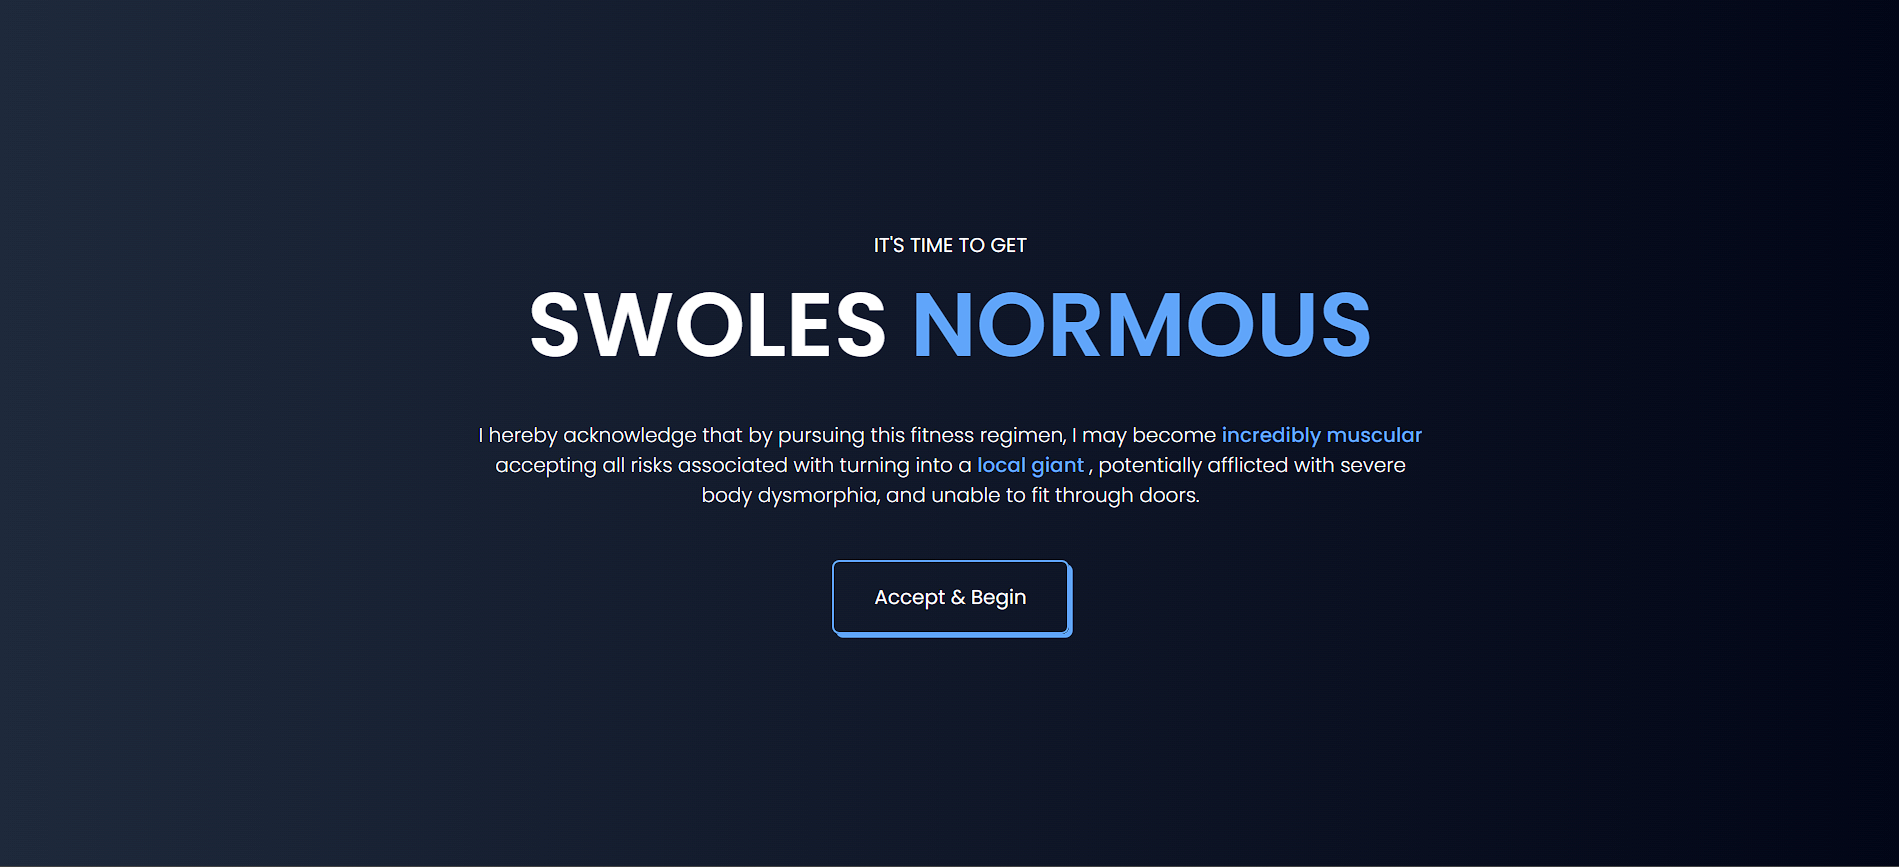 IT'S TIME TO GET
SWOLES NORMOUS
I hereby acknowledge that by pursuing this fitness regimen, I may become incredibly muscular
accepting all risks associated with turning into a local giant , potentially afflicted with severe
body dysmorphia, and unable to fit through doors.
Accept & Begin